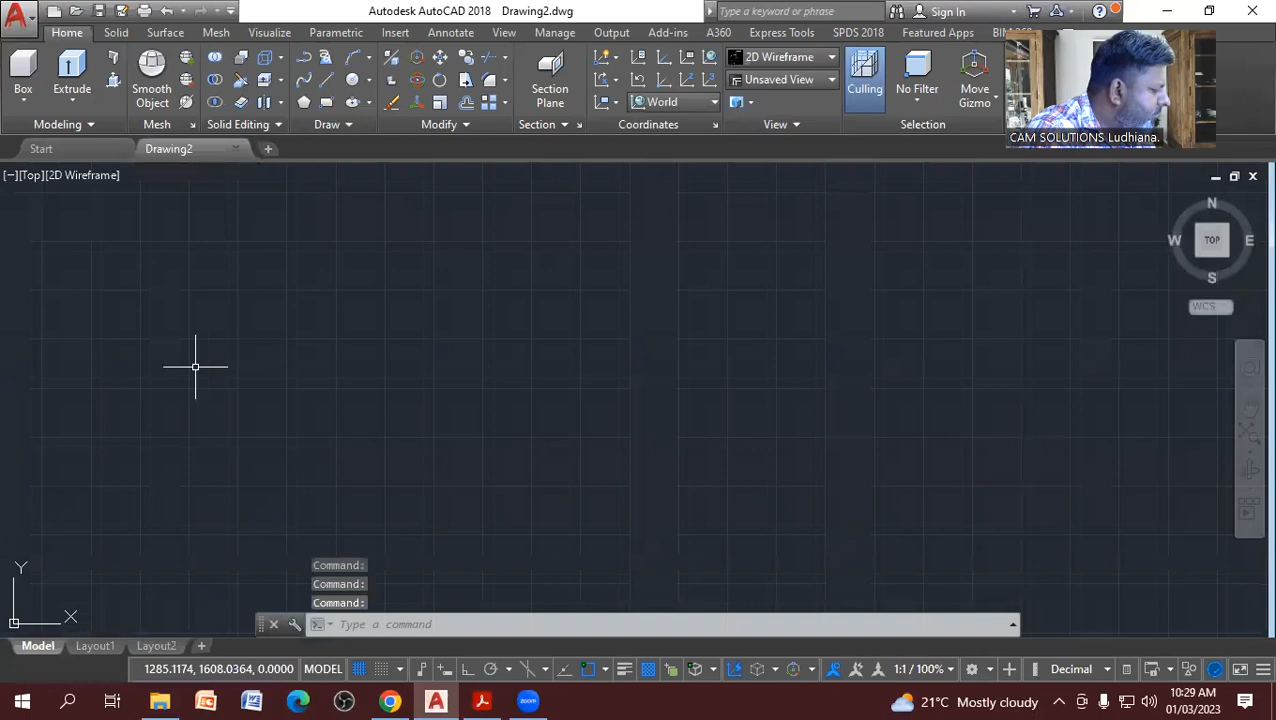 Autodesk AutoCAD 2018 Drawing2.dwg
Type a keyword or phrase
Sign In
Home Solid Surface Mesh Visualize Parametric Insert Annotate View Manage Output Add-ins A360 Express Tools SPDS 2018 Featured Apps
Box Extrude Smooth Object Section Plane
2D Wireframe
Unsaved View
World
Culling No Filter Move Gizmo
Modeling Mesh Solid Editing Draw Modify Section Coordinates View Selection
CAM SOLUTIONS Ludhiana.
Start Drawing2
[−][Top][2D Wireframe]
N
W TOP E
S
WCS
Y
X
Command:
Command:
Command:
Type a command
Model Layout1 Layout2
1285.1174, 1608.0364, 0.0000 MODEL 1:1 / 100% Decimal
21°C Mostly cloudy
10:29 AM
01/03/2023